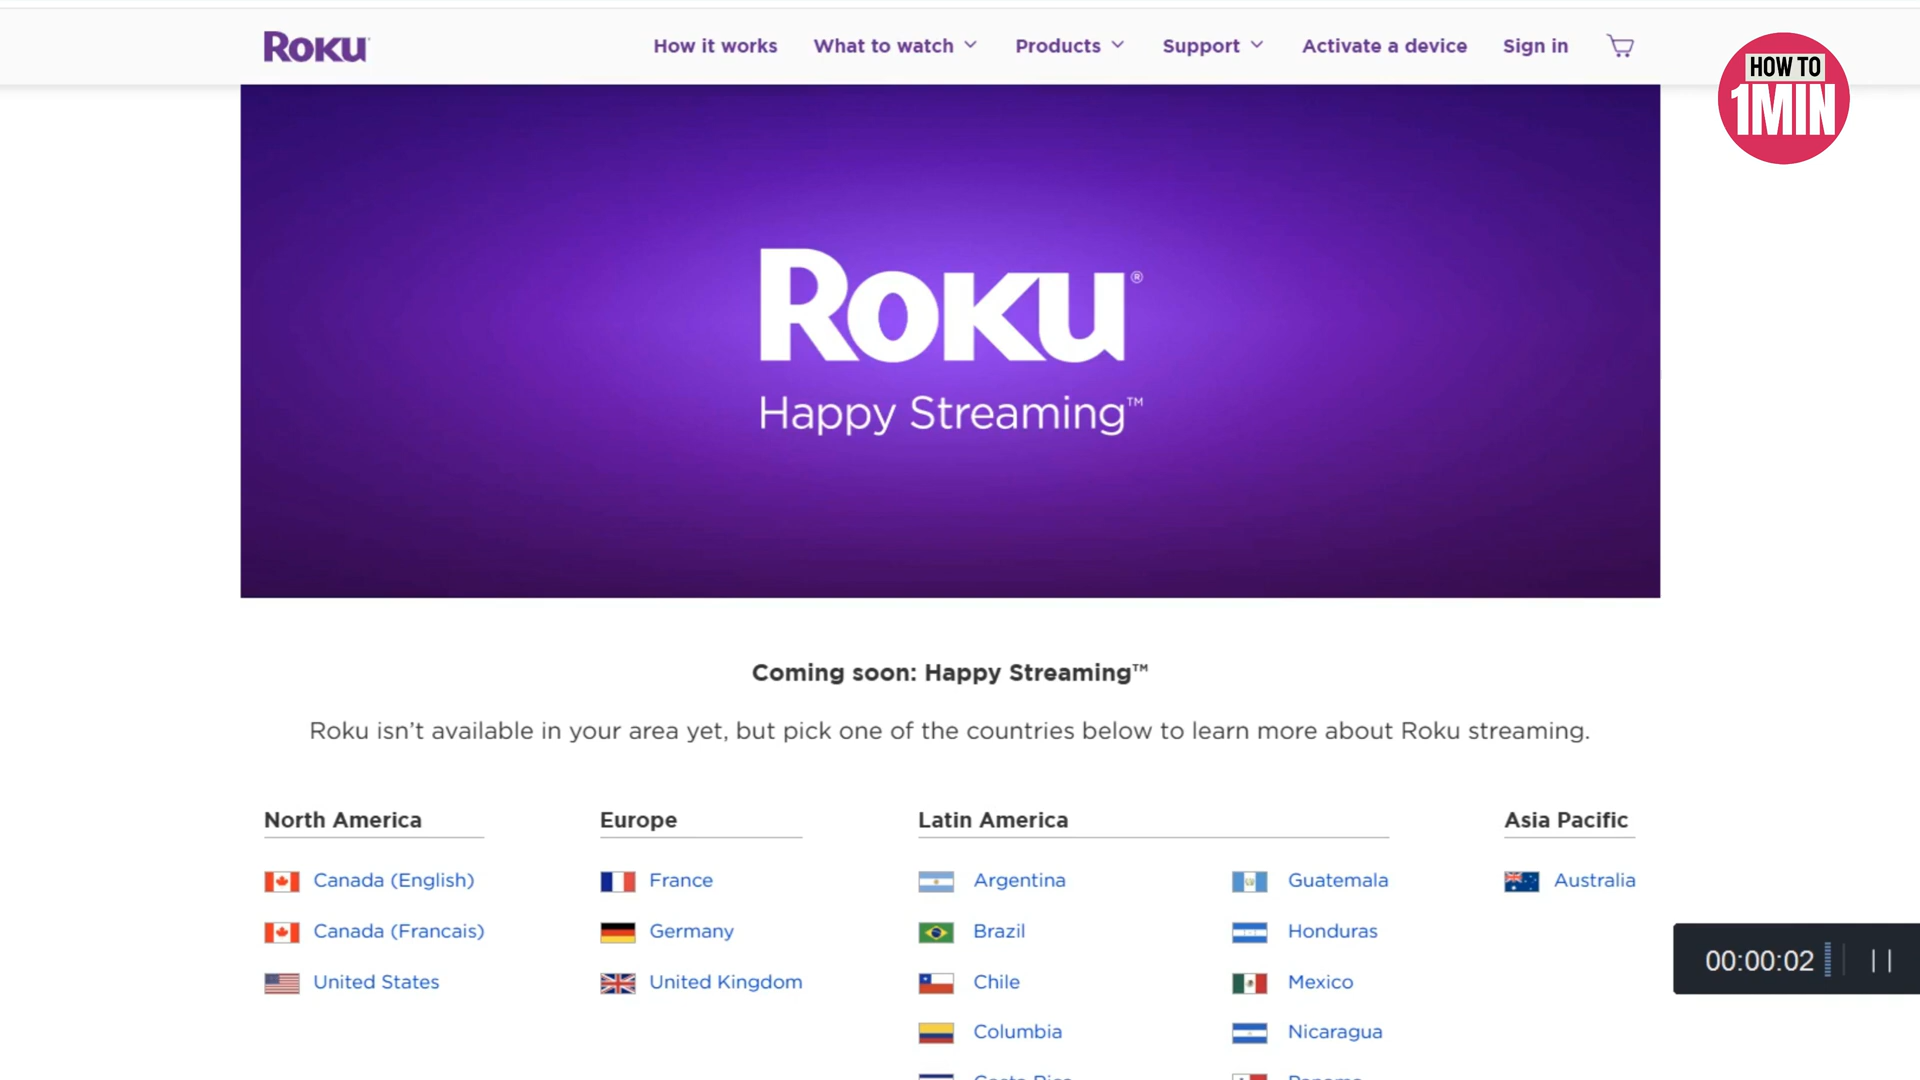 ROKU
How it works
What to watch
Products
Support
Activate a device
Sign in
HOW TO
1MIN
ROKU®
Happy Streaming™
Coming soon: Happy Streaming™
Roku isn’t available in your area yet, but pick one of the countries below to learn more about Roku streaming.
North America
Canada (English)
Canada (Francais)
United States
Europe
France
Germany
United Kingdom
Latin America
Argentina
Brazil
Chile
Columbia
Guatemala
Honduras
Mexico
Nicaragua
Asia Pacific
Australia
00:00:02